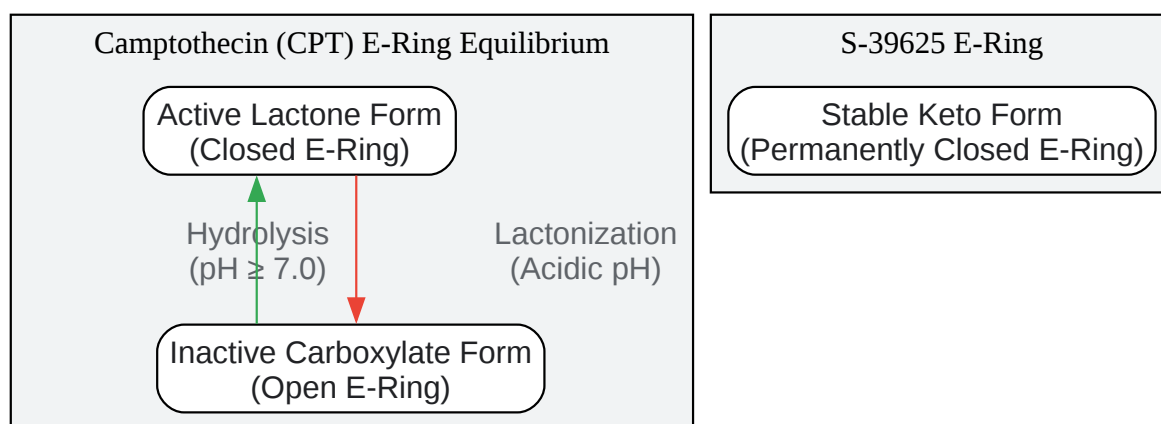 Camptothecin (CPT) E-Ring Equilibrium
Active Lactone Form
(Closed E-Ring)
Hydrolysis
(pH ≥ 7.0)
Lactonization
(Acidic pH)
Inactive Carboxylate Form
(Open E-Ring)
S-39625 E-Ring
Stable Keto Form
(Permanently Closed E-Ring)